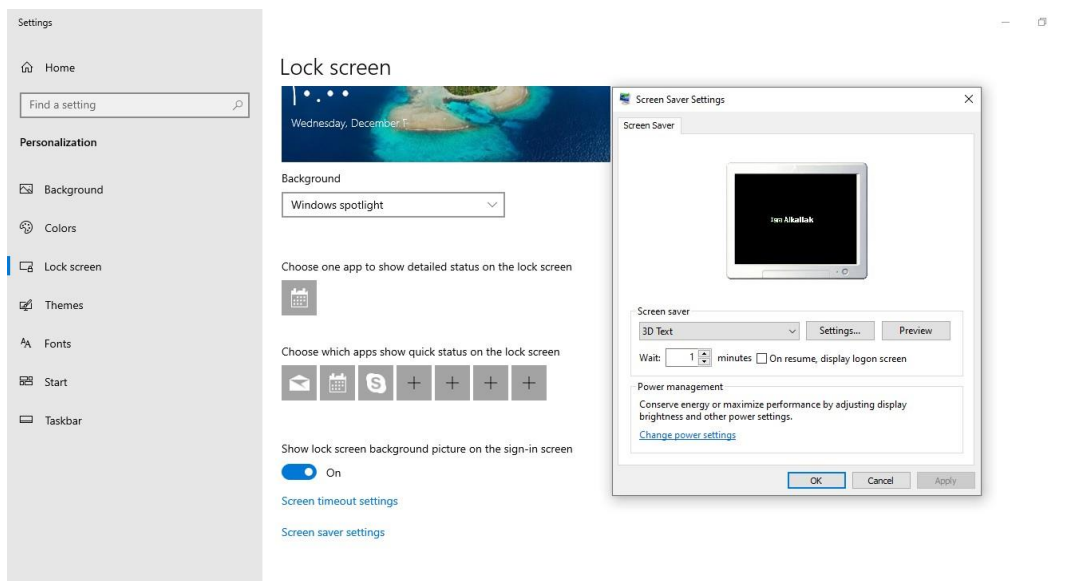 Settings
Home
Find a setting
Personalization
Background
Colors
Lock screen
Themes
Fonts
Start
Taskbar
Lock screen
Wednesday, December
Background
Windows spotlight
Choose one app to show detailed status on the lock screen
Choose which apps show quick status on the lock screen
Show lock screen background picture on the sign-in screen
On
Screen timeout settings
Screen saver settings
Screen Saver Settings
Screen Saver
Alkallak
Screen saver
3D Text
Settings...
Preview
Wait: 1 minutes On resume, display logon screen
Power management
Conserve energy or maximize performance by adjusting display
brightness and other power settings.
Change power settings
OK Cancel Apply